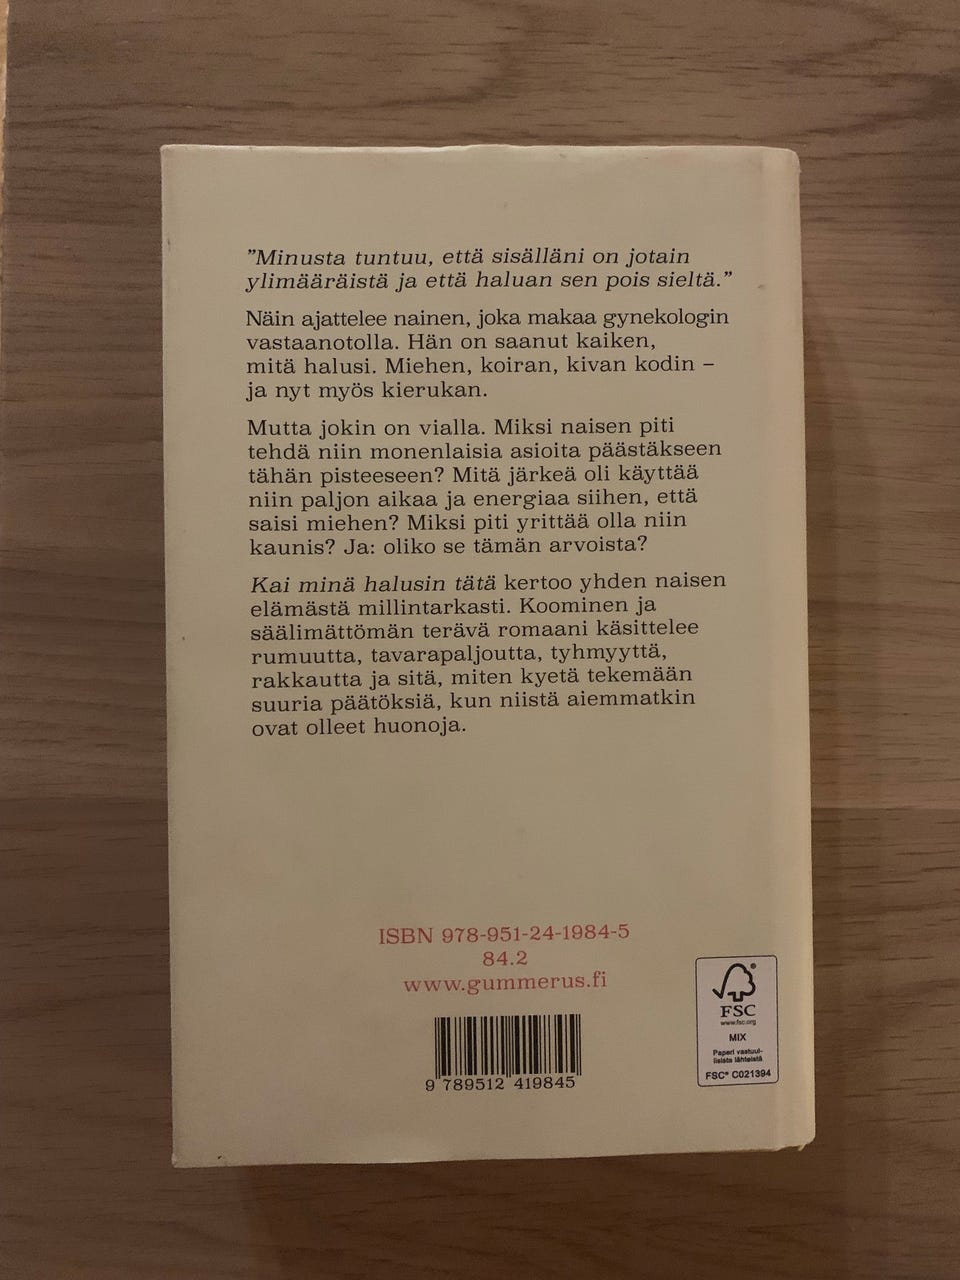 ”Minusta tuntuu, että sisälläni on jotain
ylimääräistä ja että haluan sen pois sieltä.”
Näin ajattelee nainen, joka makaa gynekologin
vastaanotolla. Hän on saanut kaiken,
mitä halusi. Miehen, koiran, kivan kodin –
ja nyt myös kierukan.
Mutta jokin on vialla. Miksi naisen piti
tehdä niin monenlaisia asioita päästäkseen
tähän pisteeseen? Mitä järkeä oli käyttää
niin paljon aikaa ja energiaa siihen, että
saisi miehen? Miksi piti yrittää olla niin
kaunis? Ja: oliko se tämän arvoista?
Kai minä halusin tätä kertoo yhden naisen
elämästä millintarkasti. Koominen ja
säälimättömän terävä romaani käsittelee
rumuutta, tavarapaljoutta, tyhmyyttä,
rakkautta ja sitä, miten kyetä tekemään
suuria päätöksiä, kun niistä aiemmatkin
ovat olleet huonoja.
ISBN 978-951-24-1984-5
84.2
www.gummerus.fi
9 789512 419845
®
FSC
www.fsc.org
MIX
Paperi vastuul-
lisista lähteistä
FSC® C021394